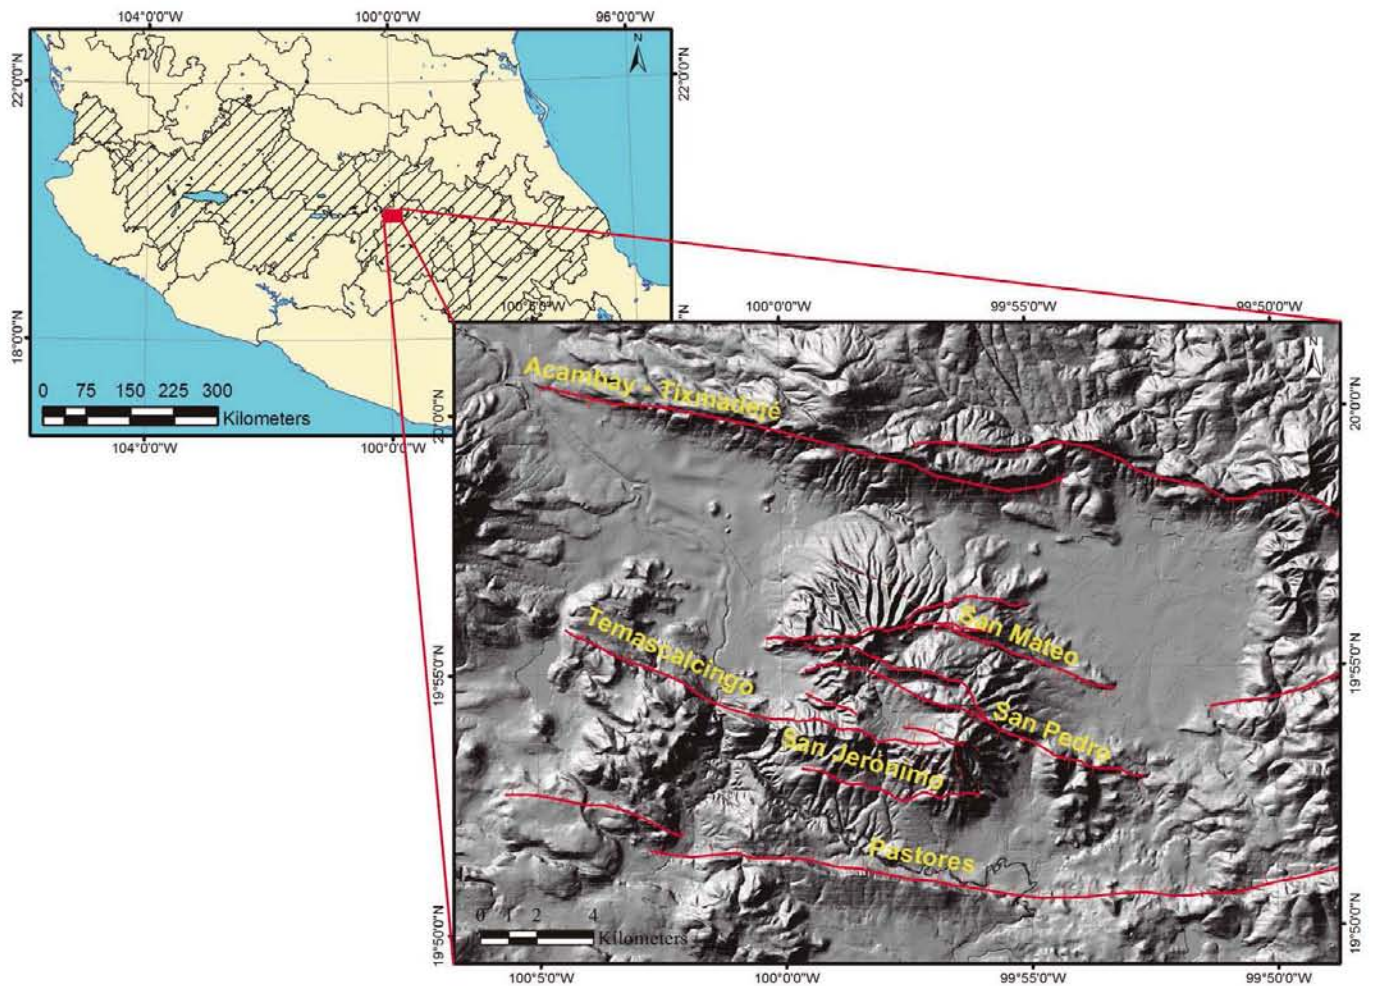 104°0'0"W 100°0'0"W 96°0'0"W
22°0'0"N
22°0'0"N
N
18°0'0"N
0 75 150 225 300
Kilometers
104°0'0"W 100°0'0"W
100°0'0"W 99°55'0"W 99°50'0"W
20°0'0"N
20°0'0"N
N
Acambay - Tixmadejé
San Mateo
Temascalcingo
19°55'0"N
19°55'0"N
San Pedro
San Jerónimo
Pastores
0 1 2 4
Kilometers
19°50'0"N
19°50'0"N
100°5'0"W 100°0'0"W 99°55'0"W 99°50'0"W